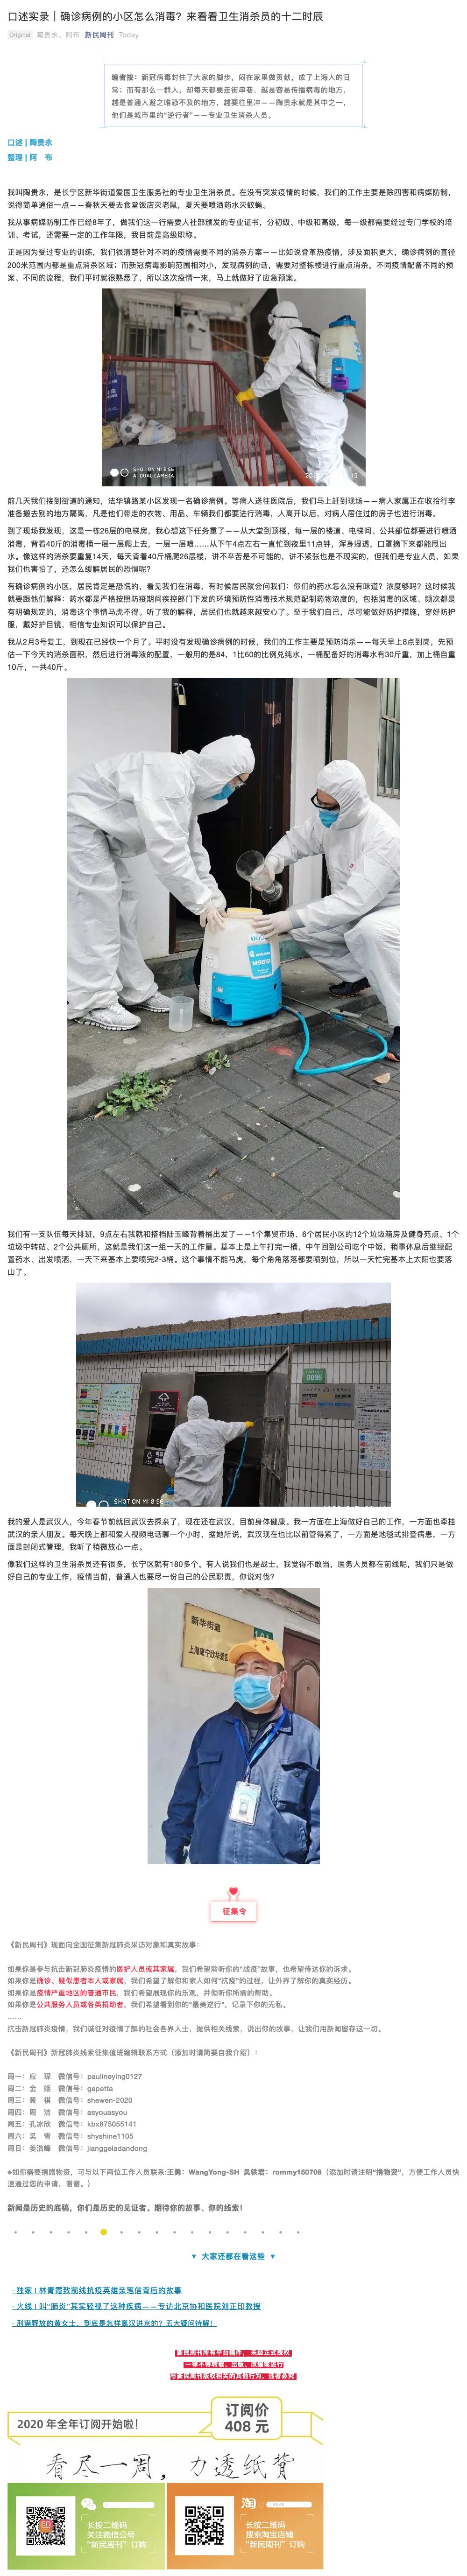 口述实录｜确诊病例的小区怎么消毒？来看看卫生消杀员的十二时辰
Original 陶贵永、阿布 新民周刊 Today
编者按：新冠病毒封住了大家的脚步，闷在家里做贡献，成了上海人的日
常；而有那么一群人，却每天都要走街串巷，越是容易传播病毒的地方，
越是普通人避之唯恐不及的地方，越要往里冲——陶贵永就是其中之一，
他们是城市里的“逆行者”——专业卫生消杀人员。
口述 | 陶贵永
整理 | 阿 布
我叫陶贵永，是长宁区新华街道爱国卫生服务社的专业卫生消杀员。在没有突发疫情的时候，我们的工作主要是除四害和病媒防制，
说得简单通俗一点——春秋天要去食堂饭店灭老鼠，夏天要喷洒药水灭蚊蝇。
我从事病媒防制工作已经8年了，做我们这一行需要人社部颁发的专业证书，分初级、中级和高级，每一级都需要经过专门学校的培
训、考试，还需要一定的工作年限，我目前是高级职称。
正是因为受过专业的训练，我们很清楚针对不同的疫情需要不同的消杀方案——比如说登革热疫情，涉及面积更大，确诊病例的直径
200米范围内都是重点消杀区域；而新冠病毒影响范围相对小，发现病例的话，需要对整栋楼进行重点消杀。不同疫情配备不同的预
案、不同的流程，我们平时就很熟悉了，所以这次疫情一来，马上就做好了应急预案。
SHOT ON MI 8 SE
AI DUAL CAMERA
前几天我们接到街道的通知，法华镇路某小区发现一名确诊病例。等病人送往医院后，我们马上赶到现场——病人家属正在收拾行李
准备搬去别的地方隔离，凡是他们带走的衣物、用品、车辆我们都要进行消毒，人离开以后，对病人居住过的房子也进行消毒。
到了现场我发现，这是一栋26层的电梯房，我心想这下任务重了——从大堂到顶楼，每一层的楼道、电梯间、公共部位都要进行喷洒
消毒，背着40斤的消毒桶一层一层爬上去，一层一层喷……从下午4点左右一直忙到夜里11点钟，浑身湿透，口罩摘下来都能甩出
水。像这样的消杀要重复14天，每天背着40斤桶爬26层楼，讲不辛苦是不可能的，讲不紧张也是不现实的，但我们是专业人员，如果
我们也害怕了，还怎么缓解居民的恐惧呢？
有确诊病例的小区，居民肯定是恐慌的，看见我们在消毒，有时候居民就会问我们：你们的药水怎么没有味道？浓度够吗？这时候我
就要跟他们解释：药水都是严格按照防疫期间疾控部门下发的环境预防性消毒技术规范配制药物浓度的，包括消毒的区域、频次都是
有明确规定的，消毒这个事情马虎不得。听了我的解释，居民们也就越来越安心了。至于我们自己，尽可能做好防护措施，穿好防护
服，戴好护目镜，相信专业知识可以保护自己。
我从2月3号复工，到现在已经快一个月了。平时没有发现确诊病例的时候，我们的工作主要是预防消杀——每天早上8点到岗，先预
估一下今天的消杀面积，然后进行消毒液的配置，一般用的是84，1比60的比例兑纯水，一桶配备好的消毒水有30斤重，加上桶自重
10斤，一共40斤。
我们有一支队伍每天排班，9点左右我就和搭档陆玉峰背着桶出发了——1个集贸市场、6个居民小区的12个垃圾箱房及健身苑点、1个
垃圾中转站、2个公共厕所，这就是我们这一组一天的工作量。基本上是上午打完一桶，中午回到公司吃个中饭，稍事休息后继续配
置药水、出发喷洒，一天下来基本上要喷完2-3桶。这个事情不能马虎，每个角角落落都要喷到位，所以一天忙完基本上太阳也要落
山了。
0095
SHOT ON MI 8 SE
我的爱人是武汉人，今年春节前就回武汉去探亲了，现在还在武汉，目前身体健康。我一方面在上海做好自己的工作，一方面也牵挂
武汉的亲人朋友。每天晚上都和爱人视频电话聊一个小时，据她所说，武汉现在也比以前管得紧了，一方面是地毯式排查病患，一方
面是封闭式管理，我听了稍微放心一点。
像我们这样的卫生消杀员还有很多，长宁区就有180多个。有人说我们也是战士，我觉得不敢当，医务人员都在前线呢，我们只是做
好自己的专业工作，疫情当前，普通人也要尽一份自己的公民职责，你说对伐？
新华街道
征集令
《新民周刊》现面向全国征集新冠肺炎采访对象和真实故事：
如果你是参与抗击新冠肺炎疫情的医护人员或其家属，我们希望聆听你的“战疫”故事，也希望传达你的诉求。
如果你是确诊、疑似患者本人或家属，我们希望了解你和家人如何“抗疫”的过程，让外界了解你的真实经历。
如果你是疫情严重地区的普通市民，我们希望展现你的乐观，并倾听你所需的帮助。
如果你是公共服务人员或各类捐助者，我们希望看到你的“最美逆行”，记录下你的无私。
……
抗击新冠肺炎疫情，我们诚征对疫情了解的社会各界人士，提供相关线索，说出你的故事，让我们用新闻留存这一切。
《新民周刊》新冠肺炎线索征集值班编辑联系方式（添加时请简要自我介绍）：
周一：应 琛 微信号：paulineying0127
周二：金 姬 微信号：gepetta
周三：黄 祺 微信号：shewen-2020
周四：周 洁 微信号：asyouasyou
周五：孔冰欣 微信号：kbx875055141
周六：吴 雪 微信号：shyshine1105
周日：姜浩峰 微信号：jianggeladandong
*如你需要捐赠物资，可与以下两位工作人员联系:王勇：WangYong-SH 吴轶君：rommy150708（添加时请注明“捐物资”，方便工作人员快
速通过您的申请，谢谢。）
新闻是历史的底稿，你们是历史的见证者。期待你的故事、你的线索！
▼ 大家还都在看这些 ▼
· 独家 | 林青霞致前线抗疫英雄亲笔信背后的故事
· 火线 | 叫“肺炎”其实轻视了这种疾病——专访北京协和医院刘正印教授
· 刑满释放的黄女士，到底是怎样离汉进京的？五大疑问待解！
新民周刊所有平台稿件，未经正式授权
一律不得转载、出版、改编或进行
与新民周刊版权相关的其他行为，违者必究
2020 年全年订阅开始啦！
订阅价
408 元
看尽一周，力透纸背
长按二维码
关注微信公号
“新民周刊”订购
淘
长按二维码
搜索淘宝店铺
“新民周刊”订购